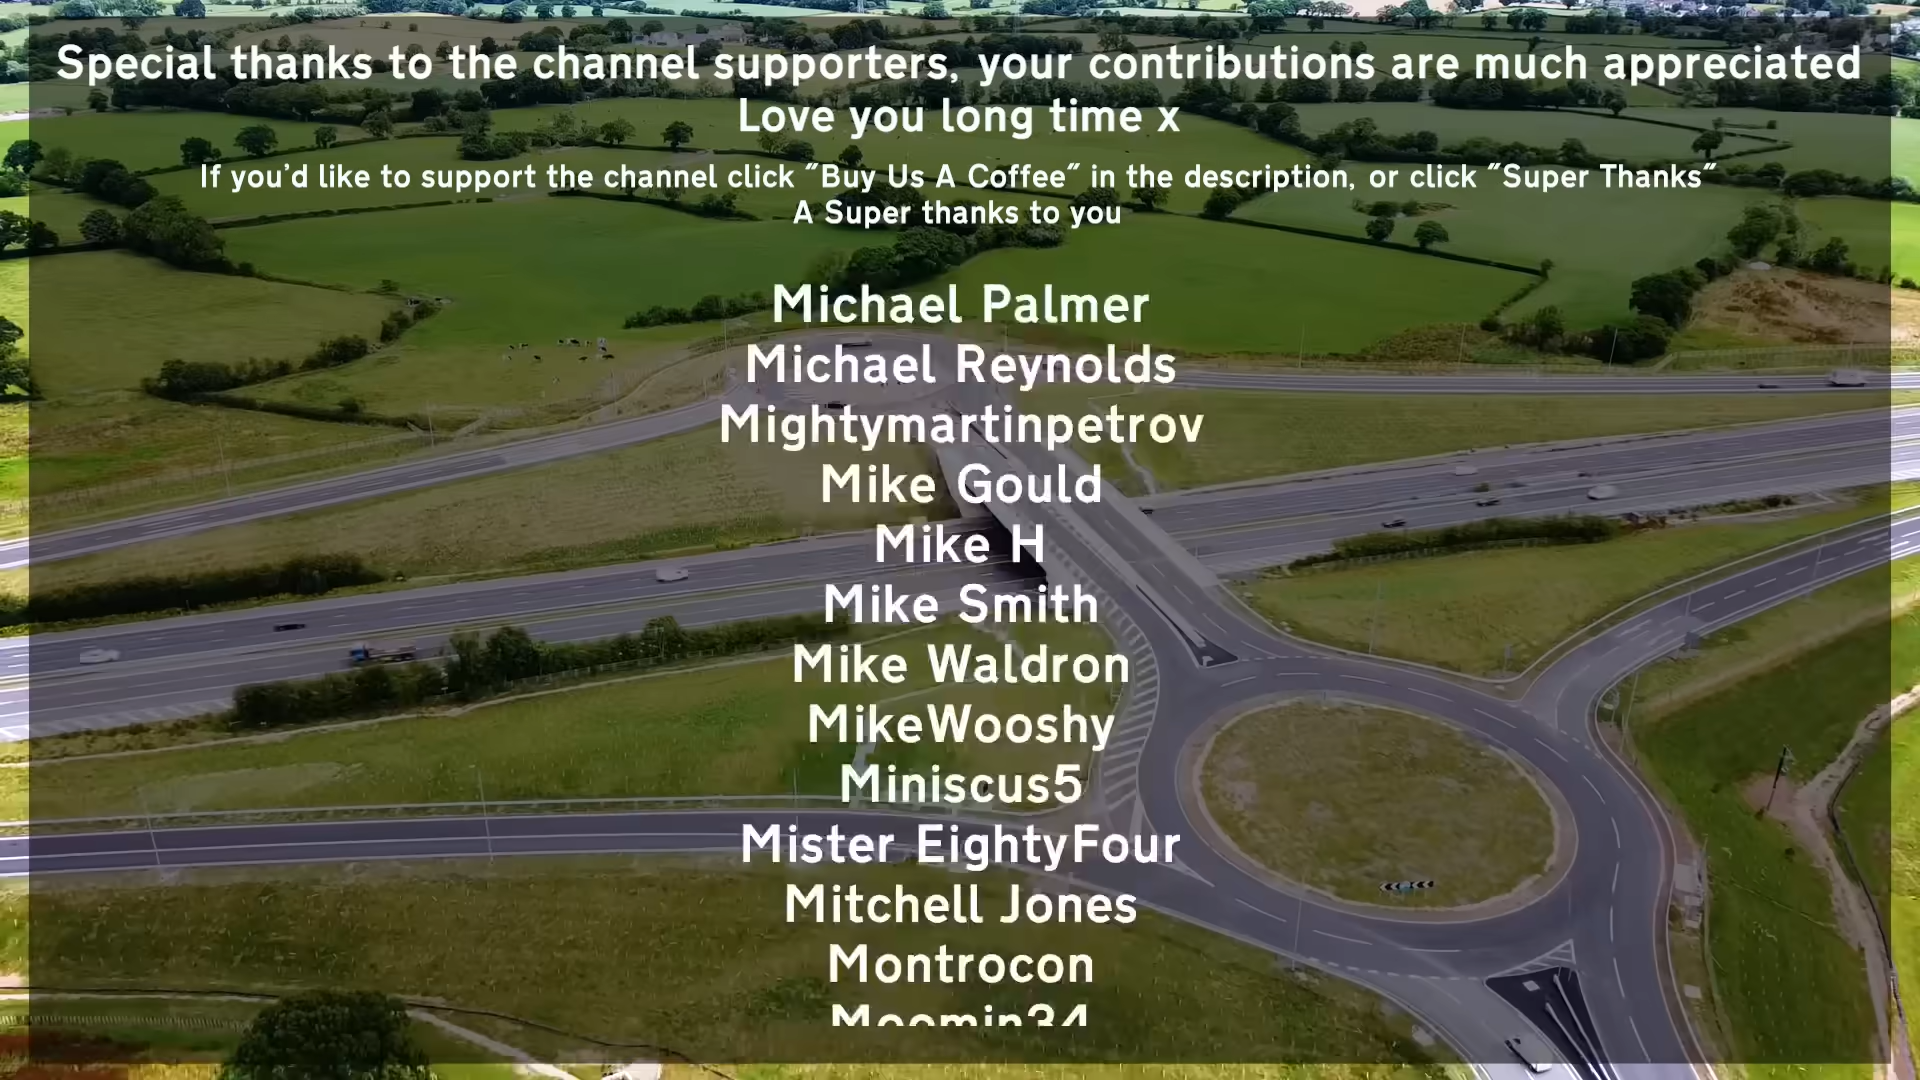 Special thanks to the channel supporters, your contributions are much appreciated
Love you long time x
If you'd like to support the channel click "Buy Us A Coffee" in the description, or click "Super Thanks"
A Super thanks to you
Michael Palmer
Michael Reynolds
Mightymartinpetrov
Mike Gould
Mike H
Mike Smith
Mike Waldron
MikeWooshy
Miniscus5
Mister EightyFour
Mitchell Jones
Montrocon
Moomin34